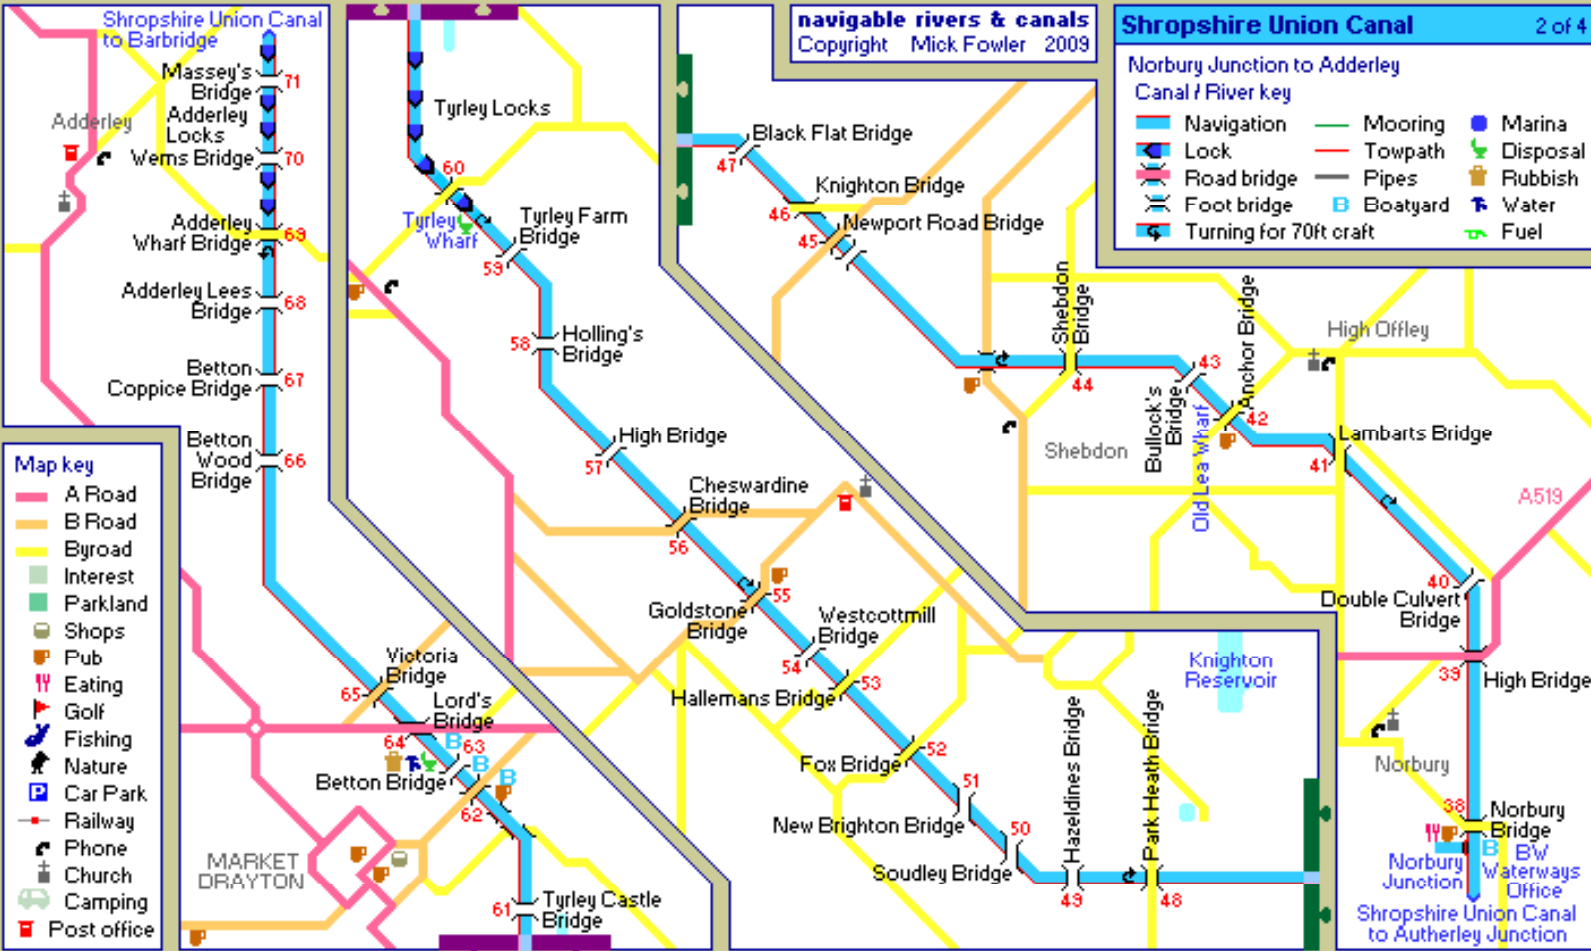 Shropshire Union Canal
to Barbridge
Massey's
Bridge
71
Adderley
Adderley
Locks
Wems Bridge
70
Adderley
Wharf Bridge
69
Adderley Lees
Bridge
68
Betton
Coppice Bridge
67
Betton
Wood
Bridge
66
Victoria
Bridge
65
Lord's
Bridge
64
63
B
B
B
Betton Bridge
62
MARKET
DRAYTON
61
Tyrley Castle
Bridge
Map key
A Road
B Road
Byroad
Interest
Parkland
Shops
Pub
Eating
Golf
Fishing
Nature
P Car Park
Railway
Phone
Church
Camping
Post office
Tyrley Locks
60
Tyrley
Wharf
Tyrley Farm
Bridge
59
58
Holling's
Bridge
High Bridge
57
Cheswardine
Bridge
56
55
Goldstone
Bridge
Westcottmill
Bridge
54
53
Hallemans Bridge
52
Fox Bridge
51
New Brighton Bridge
50
Soudley Bridge
Hazeldines Bridge
49
Park Heath Bridge
48
Knighton
Reservoir
navigable rivers & canals
Copyright Mick Fowler 2009
Shropshire Union Canal 2 of 4
Norbury Junction to Adderley
Canal / River key
Navigation
Mooring
Marina
Lock
Towpath
Disposal
Road bridge
Pipes
Rubbish
Foot bridge
B Boatyard
Water
Turning for 70ft craft
Fuel
Black Flat Bridge
47
Knighton Bridge
46
Newport Road Bridge
45
Shebdon
Bridge
44
43
Bullock's
Bridge
Anchor Bridge
42
Old Lea Wharf
High Offley
Shebdon
Lambarts Bridge
41
A519
40
Double Culvert
Bridge
39
High Bridge
Norbury
38
Norbury
Bridge
B
BW
Waterways
Office
Norbury
Junction
Shropshire Union Canal
to Autherley Junction